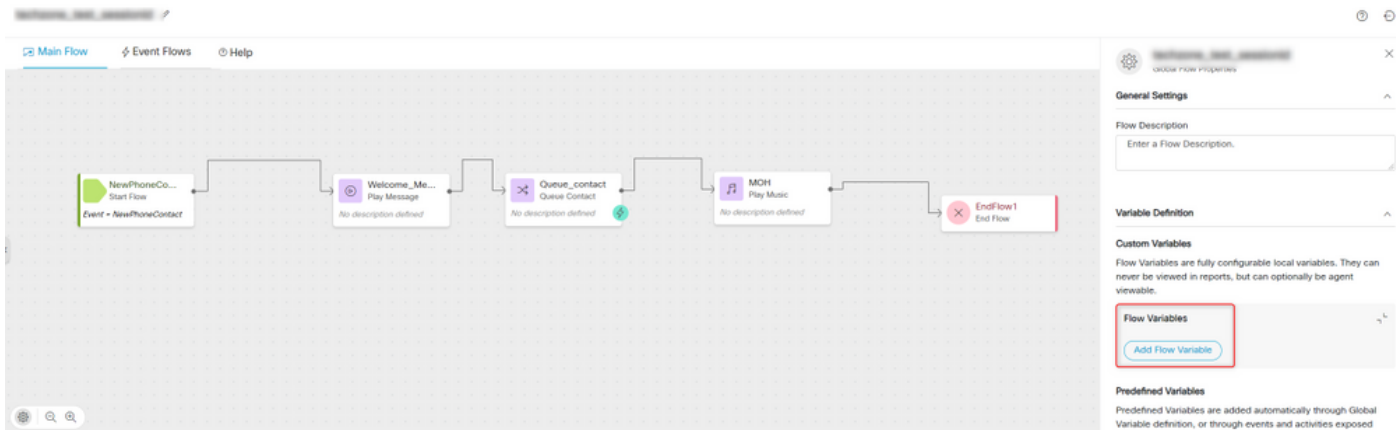 Main Flow
Event Flows
Help
NewPhoneCo...
Start Flow
Event = NewPhoneContact
Welcome_Me...
Play Message
No description defined
Queue_contact
Queue Contact
No description defined
MOH
Play Music
No description defined
EndFlow1
End Flow
Global Flow Properties
General Settings
Flow Description
Enter a Flow Description.
Variable Definition
Custom Variables
Flow Variables are fully configurable local variables. They can
never be viewed in reports, but can optionally be agent
viewable.
Flow Variables
Add Flow Variable
Predefined Variables
Predefined Variables are added automatically through Global
Variable definition, or through events and activities exposed